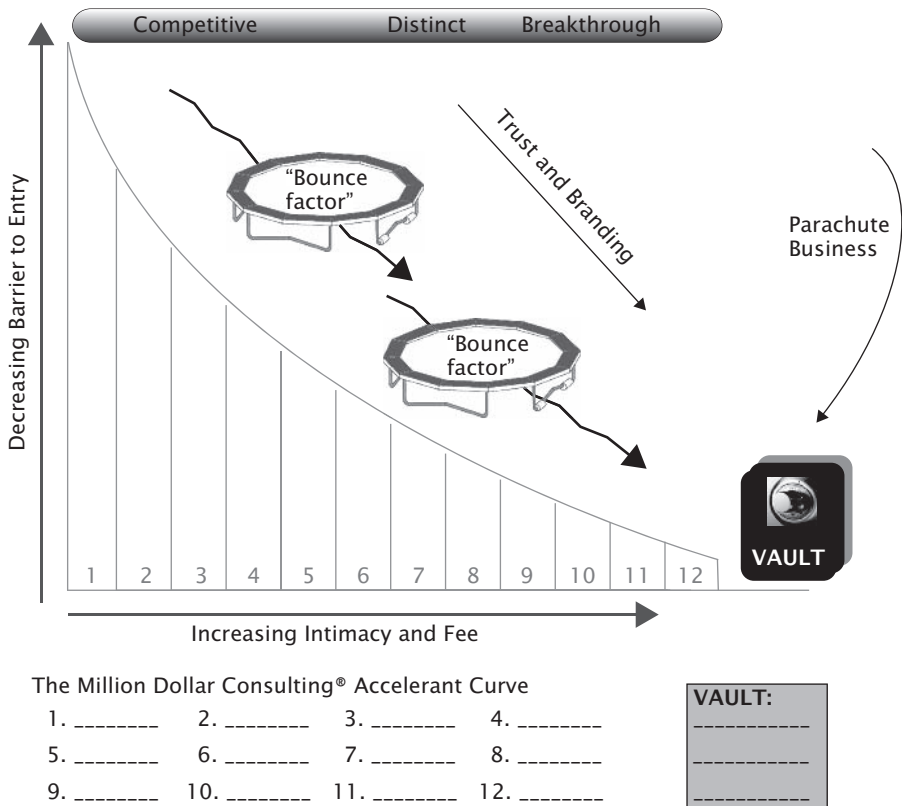 Competitive Distinct Breakthrough
Decreasing Barrier to Entry
“Bounce
factor”
Trust and Branding
Parachute
Business
“Bounce
factor”
VAULT
1 2 3 4 5 6 7 8 9 10 11 12
Increasing Intimacy and Fee
The Million Dollar Consulting® Accelerant Curve
1. ________ 2. ________ 3. ________ 4. ________
5. ________ 6. ________ 7. ________ 8. ________
9. ________ 10. ________ 11. ________ 12. ________
VAULT:
___________
___________
___________